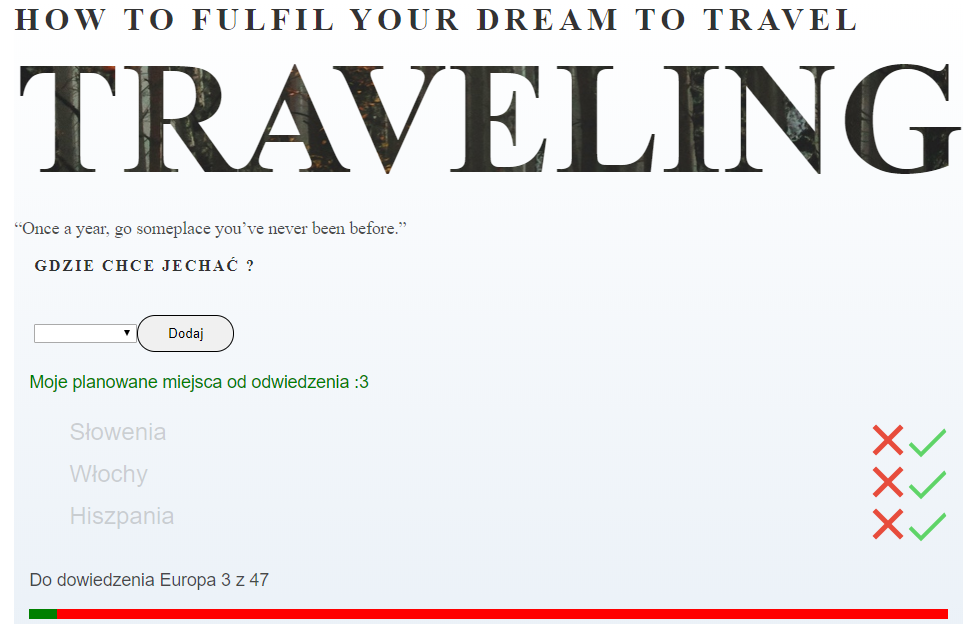 HOW TO FULFIL YOUR DREAM TO TRAVEL
TRAVELING
“Once a year, go someplace you’ve never been before.”
GDZIE CHCE JECHAĆ ?
Dodaj
Moje planowane miejsca od odwiedzenia :3
Słowenia
Włochy
Hiszpania
Do dowiedzenia Europa 3 z 47